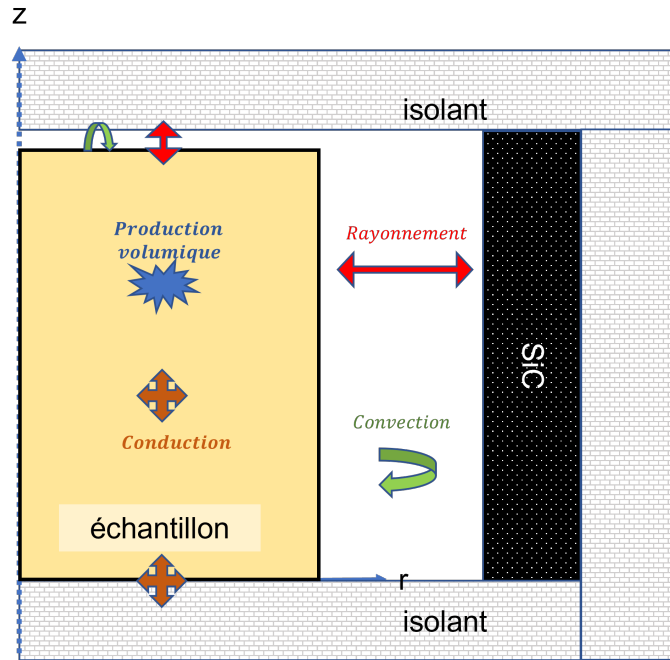 z
isolant
Production
volumique
Rayonnement
SiC
Convection
Conduction
échantillon
r
isolant